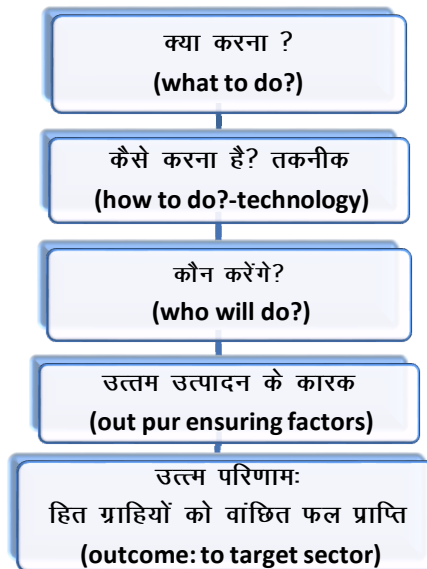 क्या करना ?
(what to do?)
कैसे करना है? तकनीक
(how to do?-technology)
कौन करेंगे?
(who will do?)
उत्तम उत्पादन के कारक
(out pur ensuring factors)
उत्त्म परिणामः
हित ग्राहियों को वांछित फल प्राप्ति
(outcome: to target sector)